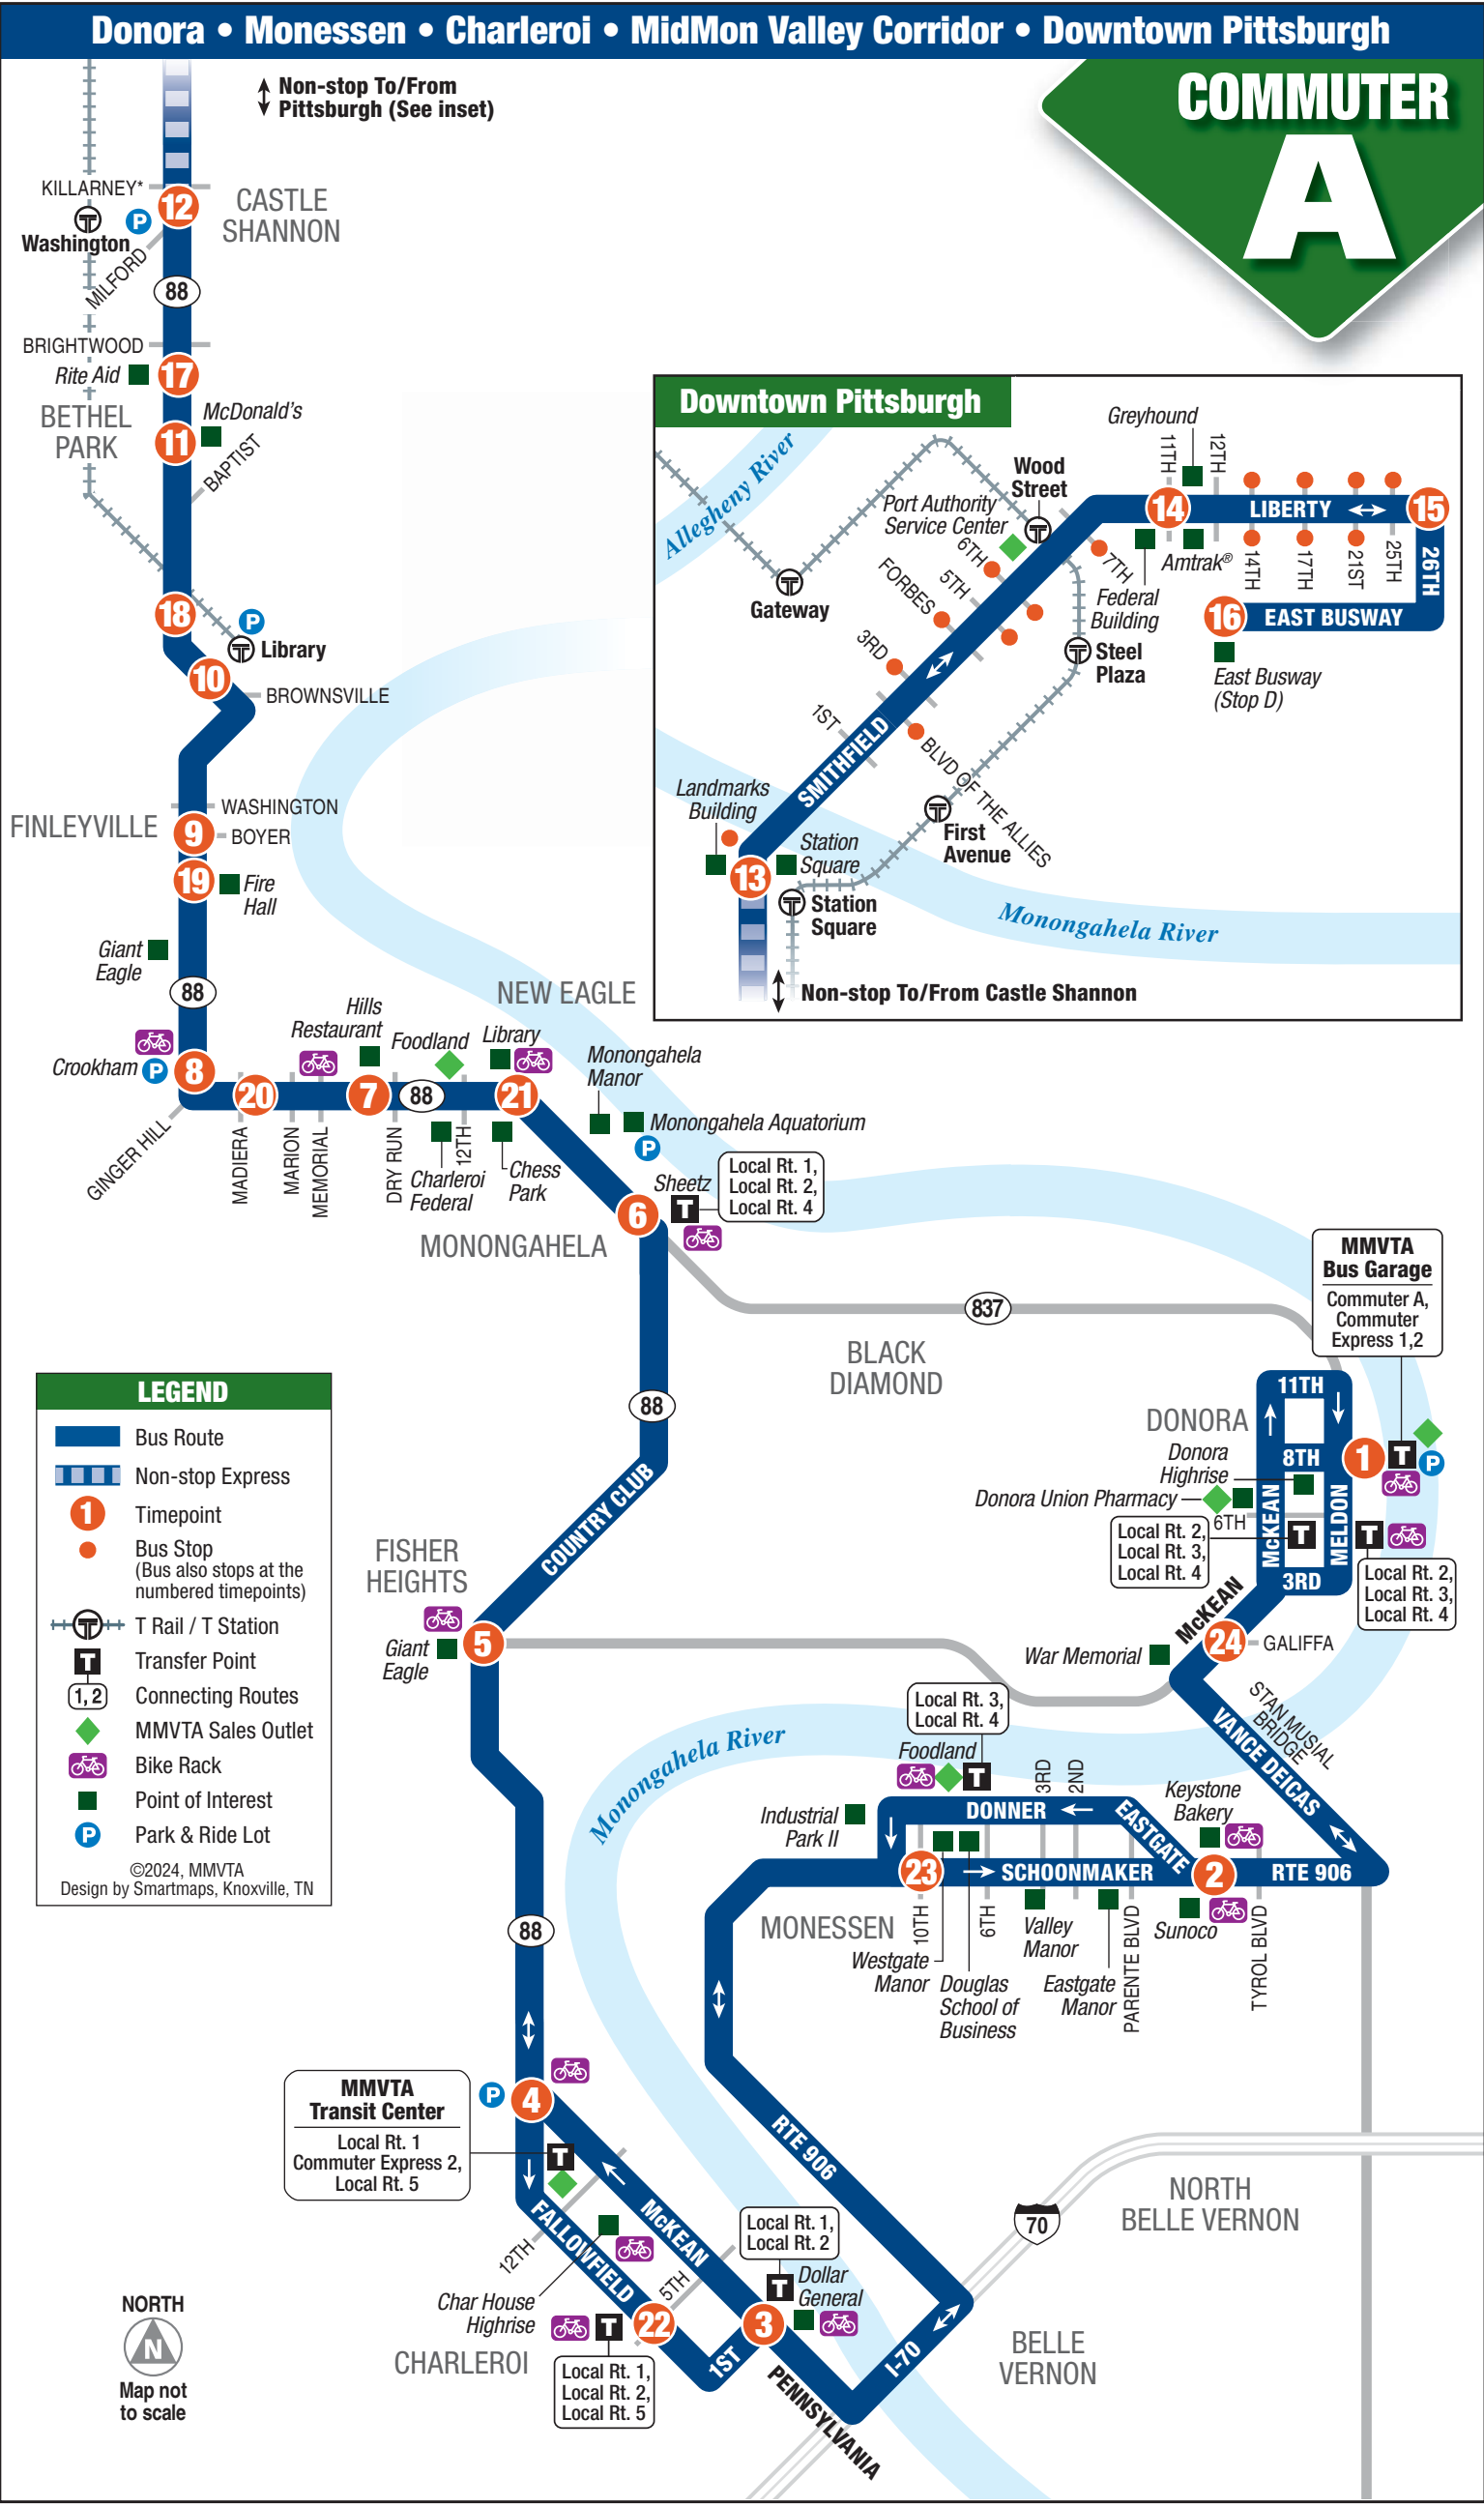 Donora • Monessen • Charleroi • MidMon Valley Corridor • Downtown Pittsburgh
COMMUTER
A
Non-stop To/From
Pittsburgh (See inset)
KILLARNEY*
12
CASTLE
SHANNON
P
Washington
MILFORD
88
BRIGHTWOOD
Rite Aid
17
BETHEL
PARK
McDonald's
11
BAPTIST
18
P
Library
10
BROWNSVILLE
WASHINGTON
FINLEYVILLE
9
BOYER
19
Fire
Hall
Giant
Eagle
88
Crookham
P
8
GINGER HILL
20
MADIERA
MARION
MEMORIAL
Hills
Restaurant
7
DRY RUN
88
Foodland
Charleroi
Federal
12TH
Library
21
Chess
Park
NEW EAGLE
Monongahela
Manor
Monongahela Aquatorium
P
Sheetz
6
T
Local Rt. 1,
Local Rt. 2,
Local Rt. 4
MONONGAHELA
Downtown Pittsburgh
Allegheny River
Gateway
Wood
Street
Port Authority
Service Center
6TH
5TH
FORBES
3RD
1ST
SMITHFIELD
BLVD OF THE ALLIES
7TH
Greyhound
11TH
12TH
14
LIBERTY
15
Amtrak®
Federal
Building
14TH
17TH
21ST
25TH
26TH
16
EAST BUSWAY
East Busway
(Stop D)
Steel
Plaza
First
Avenue
Landmarks
Building
13
Station
Square
Station
Square
Monongahela River
Non-stop To/From Castle Shannon
837
BLACK
DIAMOND
88
COUNTRY CLUB
FISHER
HEIGHTS
Giant
Eagle
5
MMVTA
Bus Garage
Commuter A,
Commuter
Express 1,2
DONORA
11TH
8TH
1
T
P
Donora
Highrise
Donora Union Pharmacy
6TH
McKEAN
MELDON
T
T
3RD
Local Rt. 2,
Local Rt. 3,
Local Rt. 4
Local Rt. 2,
Local Rt. 3,
Local Rt. 4
McKEAN
24
GALIFFA
War Memorial
STAN MUSIAL
BRIDGE
VANCE DEICAS
Local Rt. 3,
Local Rt. 4
Foodland
T
3RD
2ND
Keystone
Bakery
Industrial
Park II
DONNER
EASTGATE
23
SCHOONMAKER
2
RTE 906
MONESSEN
10TH
6TH
Valley
Manor
Sunoco
Westgate
Manor
Douglas
School of
Business
Eastgate
Manor
PARENTE BLVD
TYROL BLVD
Monongahela River
LEGEND
Bus Route
Non-stop Express
1
Timepoint
Bus Stop
(Bus also stops at the
numbered timepoints)
T Rail / T Station
T
Transfer Point
1, 2
Connecting Routes
MMVTA Sales Outlet
Bike Rack
Point of Interest
P
Park & Ride Lot
©2024, MMVTA
Design by Smartmaps, Knoxville, TN
88
P
4
MMVTA
Transit Center
Local Rt. 1
Commuter Express 2,
Local Rt. 5
T
RTE 906
FALLOWFIELD
McKEAN
12TH
5TH
Char House
Highrise
Local Rt. 1,
Local Rt. 2
T
Dollar
General
22
3
T
CHARLEROI
Local Rt. 1,
Local Rt. 2,
Local Rt. 5
1ST
PENNSYLVANIA
I-70
70
NORTH
BELLE VERNON
BELLE
VERNON
NORTH
N
Map not
to scale